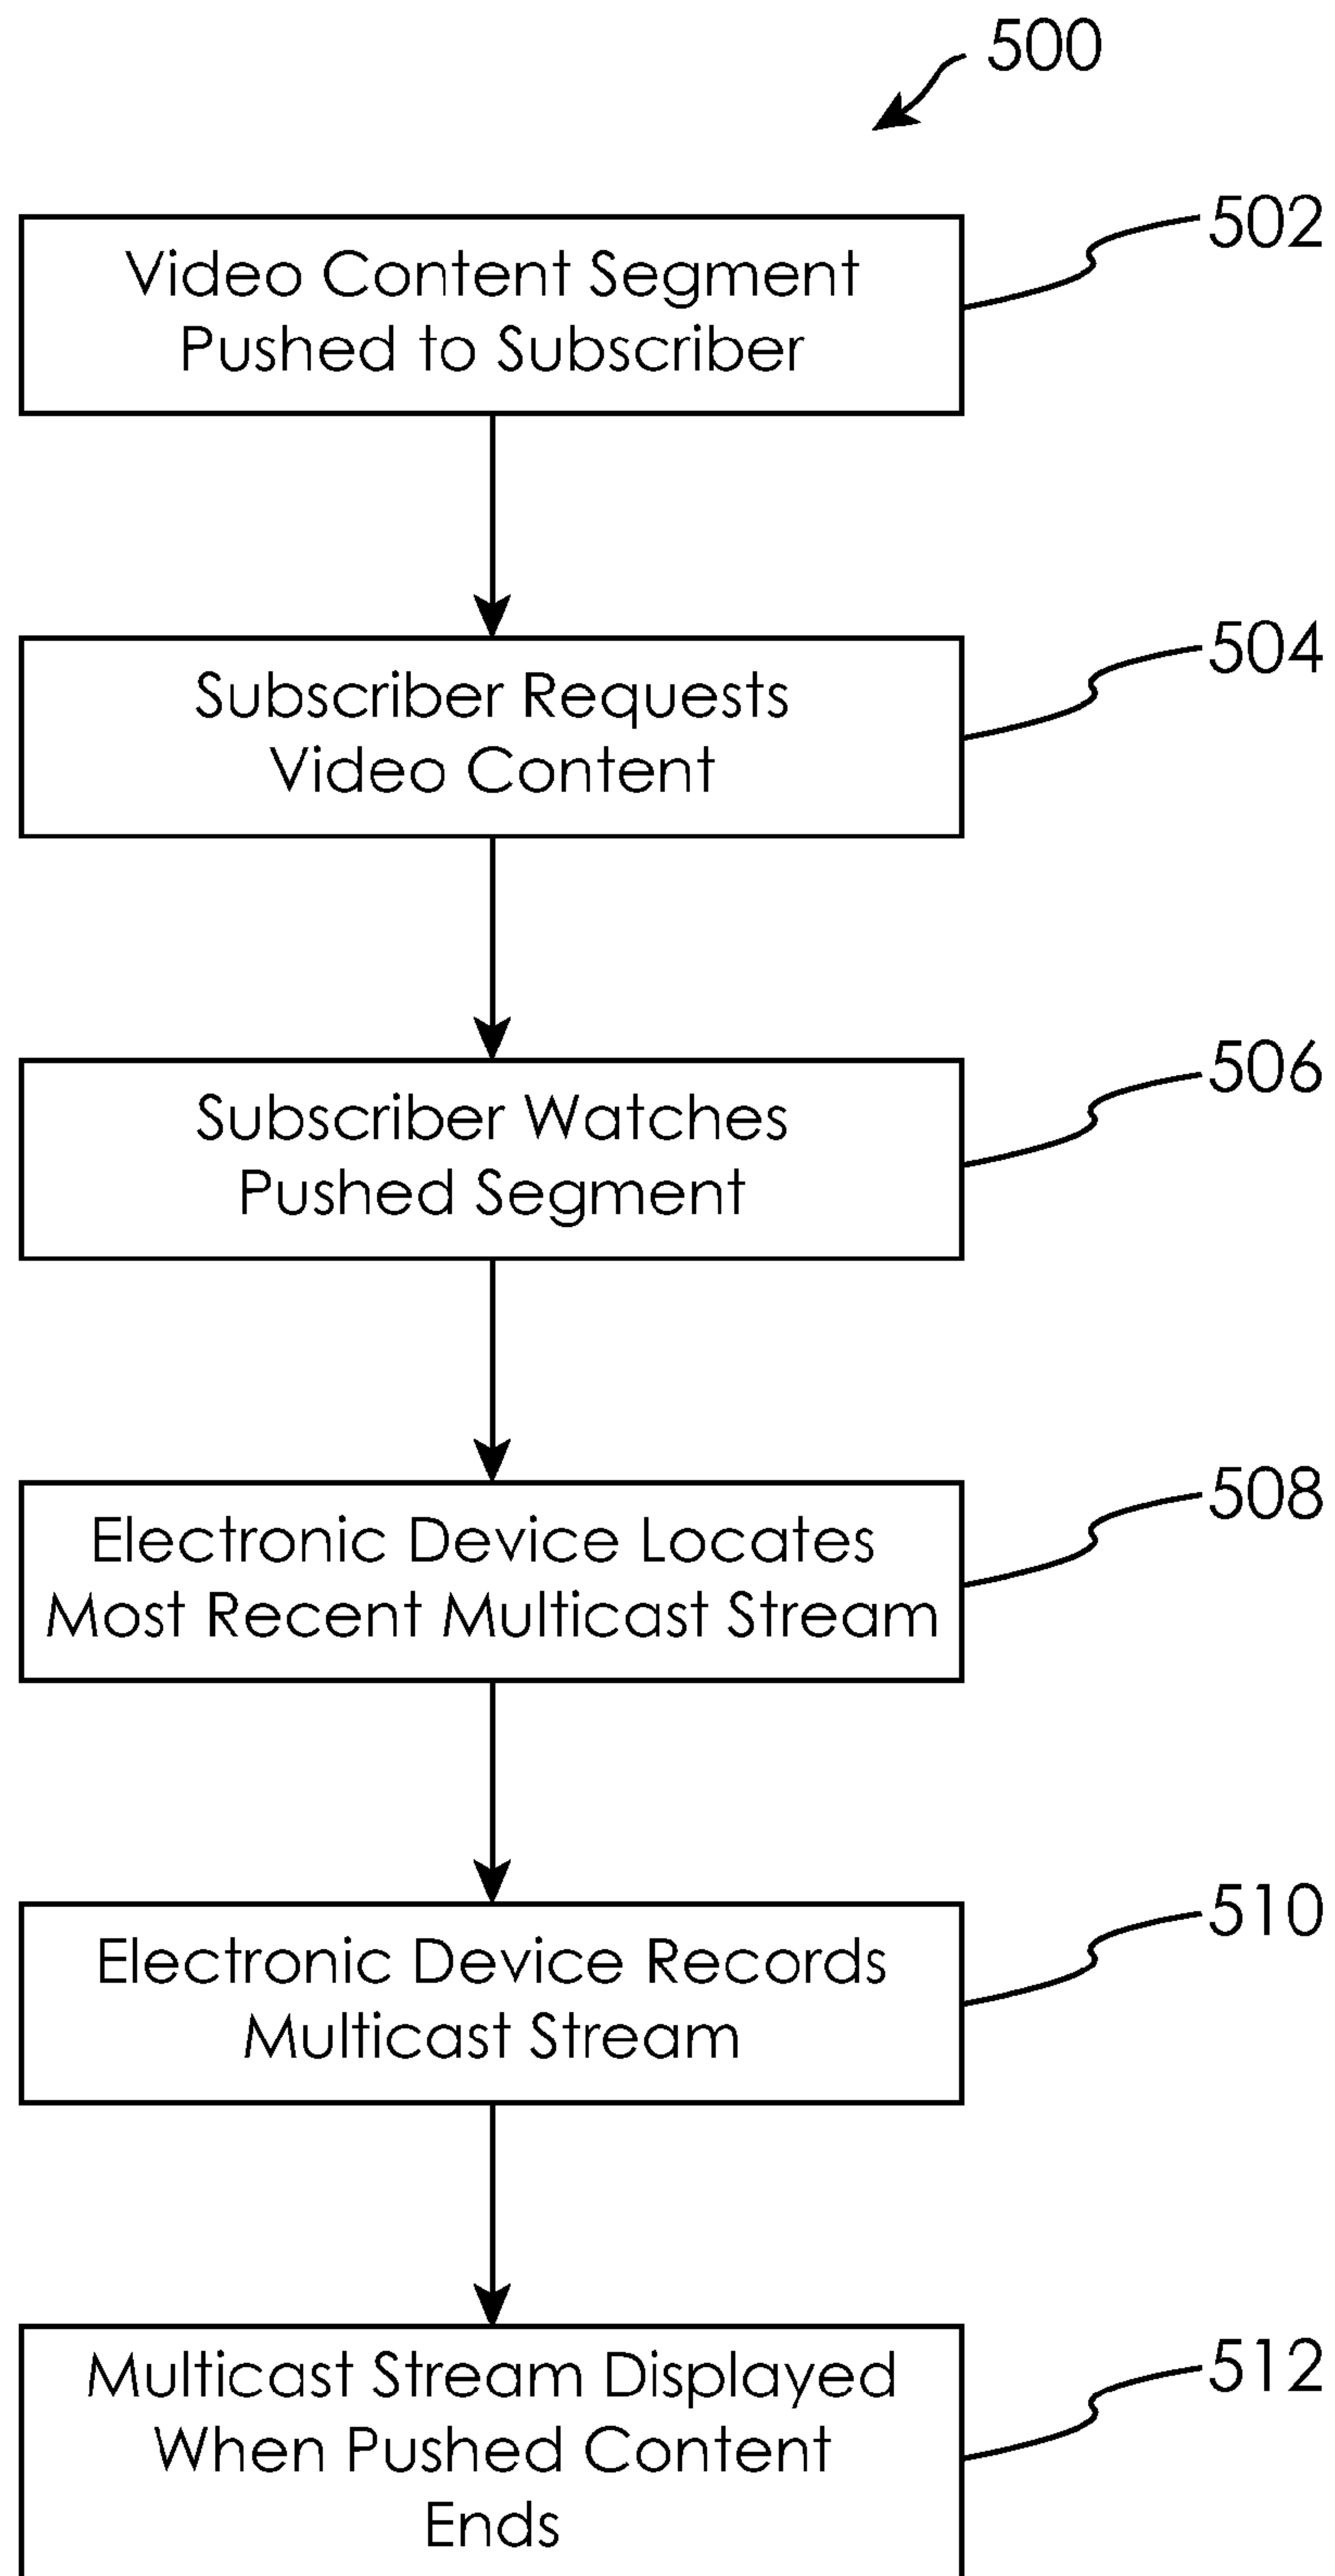 500
502
Video Content Segment
Pushed to Subscriber
504
Subscriber Requests
Video Content
506
Subscriber Watches
Pushed Segment
508
Electronic Device Locates
Most Recent Multicast Stream
510
Electronic Device Records
Multicast Stream
512
Multicast Stream Displayed
When Pushed Content
Ends